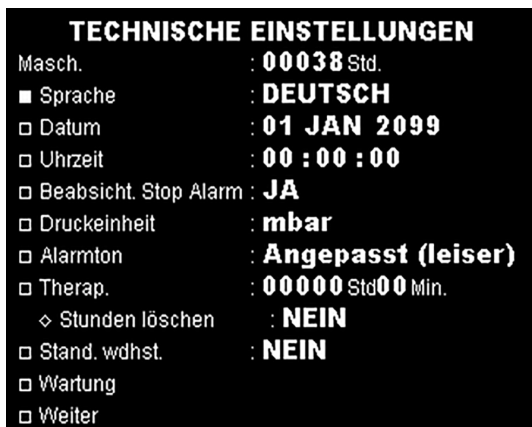 TECHNISCHE EINSTELLUNGEN
Masch. : 00038 Std.
Sprache : DEUTSCH
Datum : 01 JAN 2099
Uhrzeit : 00 : 00 : 00
Beabsicht. Stop Alarm : JA
Druckeinheit : mbar
Alarmton : Angepasst (leiser)
Therap. : 00000 Std 00 Min.
Stunden löschen : NEIN
Stand. wdhst. : NEIN
Wartung
Weiter